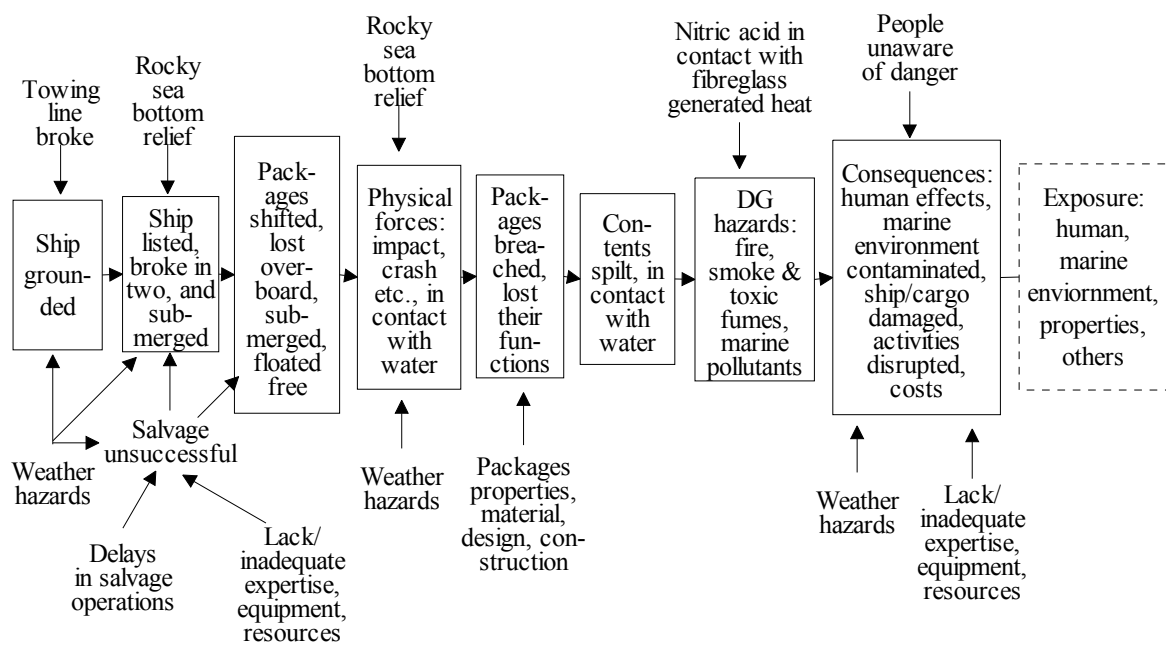 Towing
line
broke
Rocky
sea
bottom
relief
Rocky
sea
bottom
relief
Nitric acid in
contact with
fibreglass
generated heat
People
unaware
of danger
Ship
groun-
ded
Ship
listed,
broke in
two, and
sub-
merged
Pack-
ages
shifted,
lost
over-
board,
sub-
merged,
floated
free
Physical
forces:
impact,
crash
etc., in
contact
with
water
Pack-
ages
brea-
ched,
lost
their
fun-
ctions
Con-
tents
spilt, in
contact
with
water
DG
hazards:
fire,
smoke &
toxic
fumes,
marine
pollutants
Consequences:
human effects,
marine
environment
contaminated,
ship/cargo
damaged,
activities
disrupted,
costs
Exposure:
human,
marine
enviornment,
properties,
others
Weather
hazards
Salvage
unsuccessful
Delays
in salvage
operations
Lack/
inadequate
expertise,
equipment,
resources
Weather
hazards
Packages
properties,
material,
design, con-
struction
Weather
hazards
Lack/
inadequate
expertise,
equipment,
resources